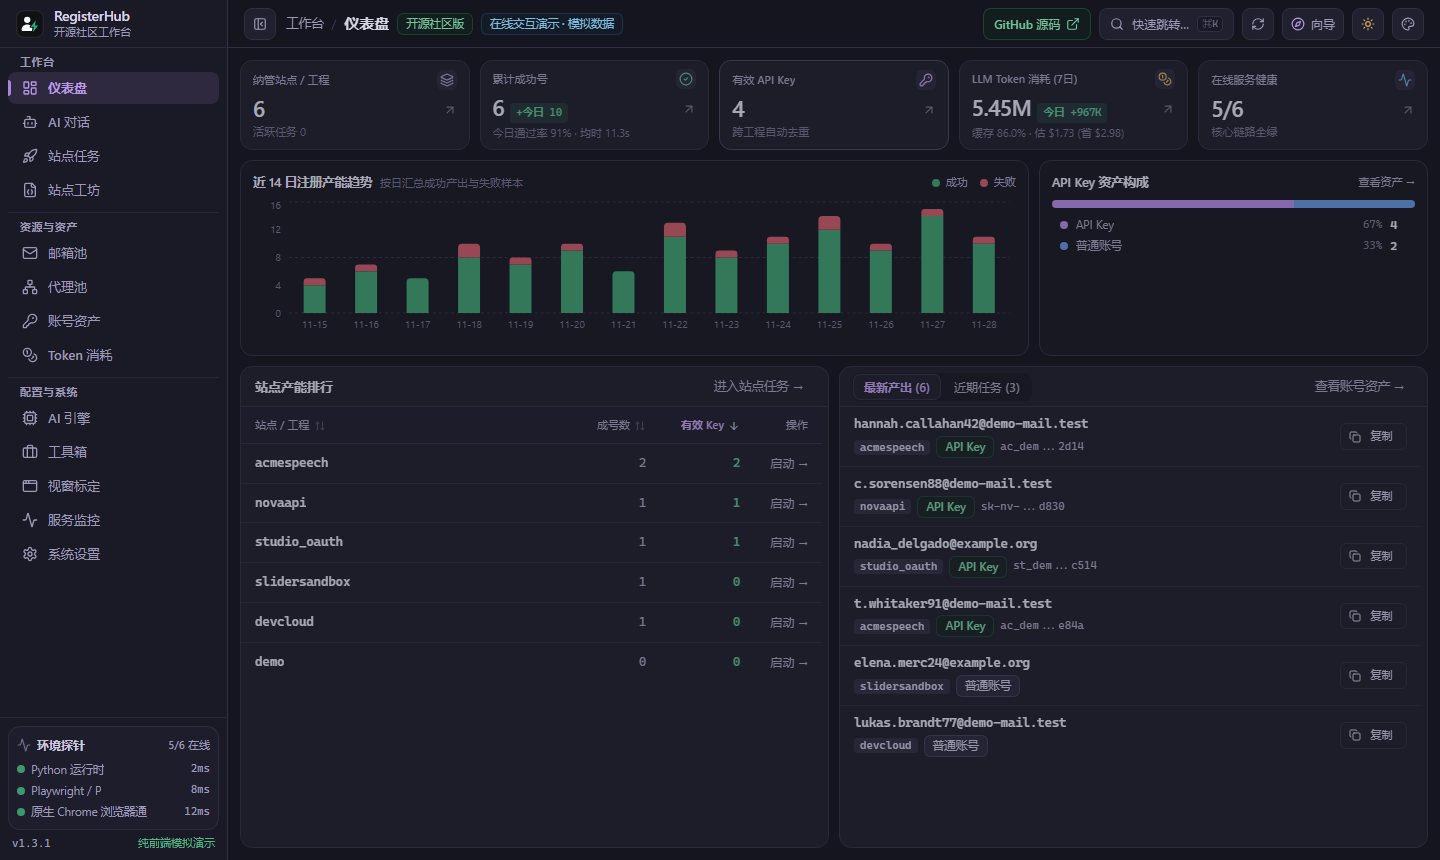 RegisterHub
开源社区工作台
工作台
仪表盘
AI 对话
站点任务
站点工坊
资源与资产
邮箱池
代理池
账号资产
Token 消耗
配置与系统
AI 引擎
工具箱
视窗标定
服务监控
系统设置
环境探针 5/6 在线
Python 运行时 2ms
Playwright / P 8ms
原生 Chrome 浏览器通 12ms
v1.3.1 纯前端模拟演示
工作台 / 仪表盘 开源社区版 在线交互演示 · 模拟数据
GitHub 源码 快速跳转... ⌘K 向导
纳管站点 / 工程
6
活跃任务 0
累计成功号
6 +今日 10
今日通过率 91% · 均时 11.3s
有效 API Key
4
跨工程自动去重
LLM Token 消耗 (7日)
5.45M 今日 +967K
缓存 86.0% · 估 $1.73 (省 $2.98)
在线服务健康
5/6
核心链路全绿
近 14 日注册产能趋势 按日汇总成功产出与失败样本
成功 失败
16
12
8
4
0
11-15 11-16 11-17 11-18 11-19 11-20 11-21 11-22 11-23 11-24 11-25 11-26 11-27 11-28
API Key 资产构成 查看资产 →
API Key 67% 4
普通账号 33% 2
站点产能排行 进入站点任务 →
站点 / 工程 ↑↓ 成号数 ↑↓ 有效 Key ↓ 操作
acmespeech 2 2 启动 →
novaapi 1 1 启动 →
studio_oauth 1 1 启动 →
slidersandbox 1 0 启动 →
devcloud 1 0 启动 →
demo 0 0 启动 →
最新产出 (6) 近期任务 (3) 查看账号资产 →
hannah.callahan42@demo-mail.test
acmespeech API Key ac_dem...2d14 复制
c.sorensen88@demo-mail.test
novaapi API Key sk-nv-...d830 复制
nadia_delgado@example.org
studio_oauth API Key st_dem...c514 复制
t.whitaker91@demo-mail.test
acmespeech API Key ac_dem...e84a 复制
elena.merc24@example.org
slidersandbox 普通账号 复制
lukas.brandt77@demo-mail.test
devcloud 普通账号 复制